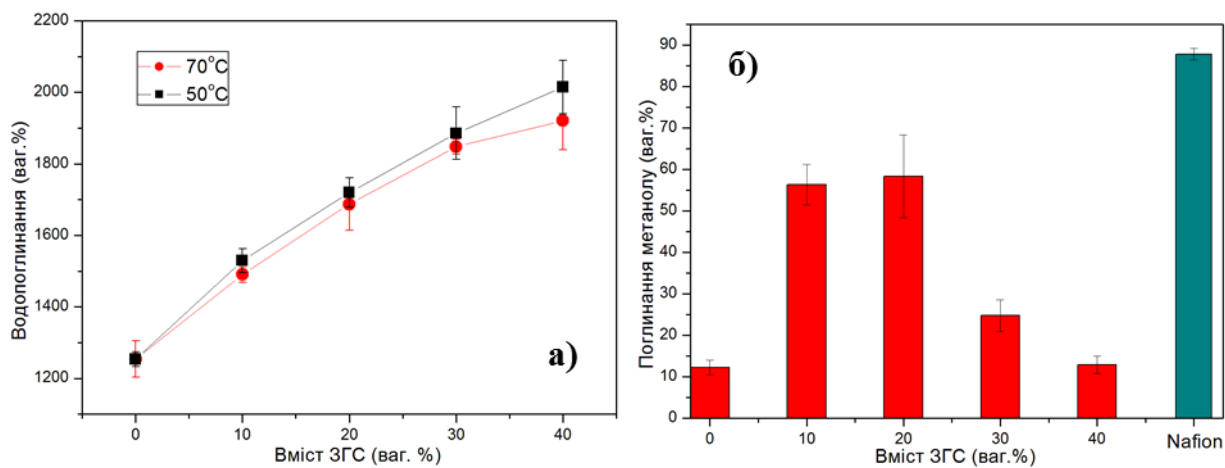 2200
2000
1800
1600
1400
1200
Водопоглинання (ваг.%)
70°C
50°C
а)
0 10 20 30 40
Вміст ЗГС (ваг. %)
90
80
70
60
50
40
30
20
10
0
Поглинання метанолу (ваг.%)
б)
0 10 20 30 40 Nafion
Вміст ЗГС (ваг.%)